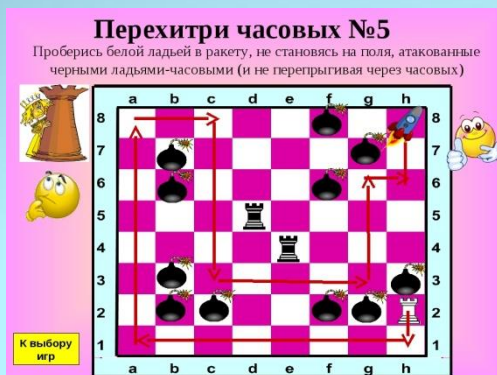 Перехитри часовых №5
Проберись белой ладьей в ракету, не становясь на поля, атакованные
черными ладьями-часовыми (и не перепрыгивая через часовых)
a b c d e f g h
8 8
7 7
6 6
5 5
4 4
3 3
2 2
1 1
a b c d e f g h
К выбору
игр